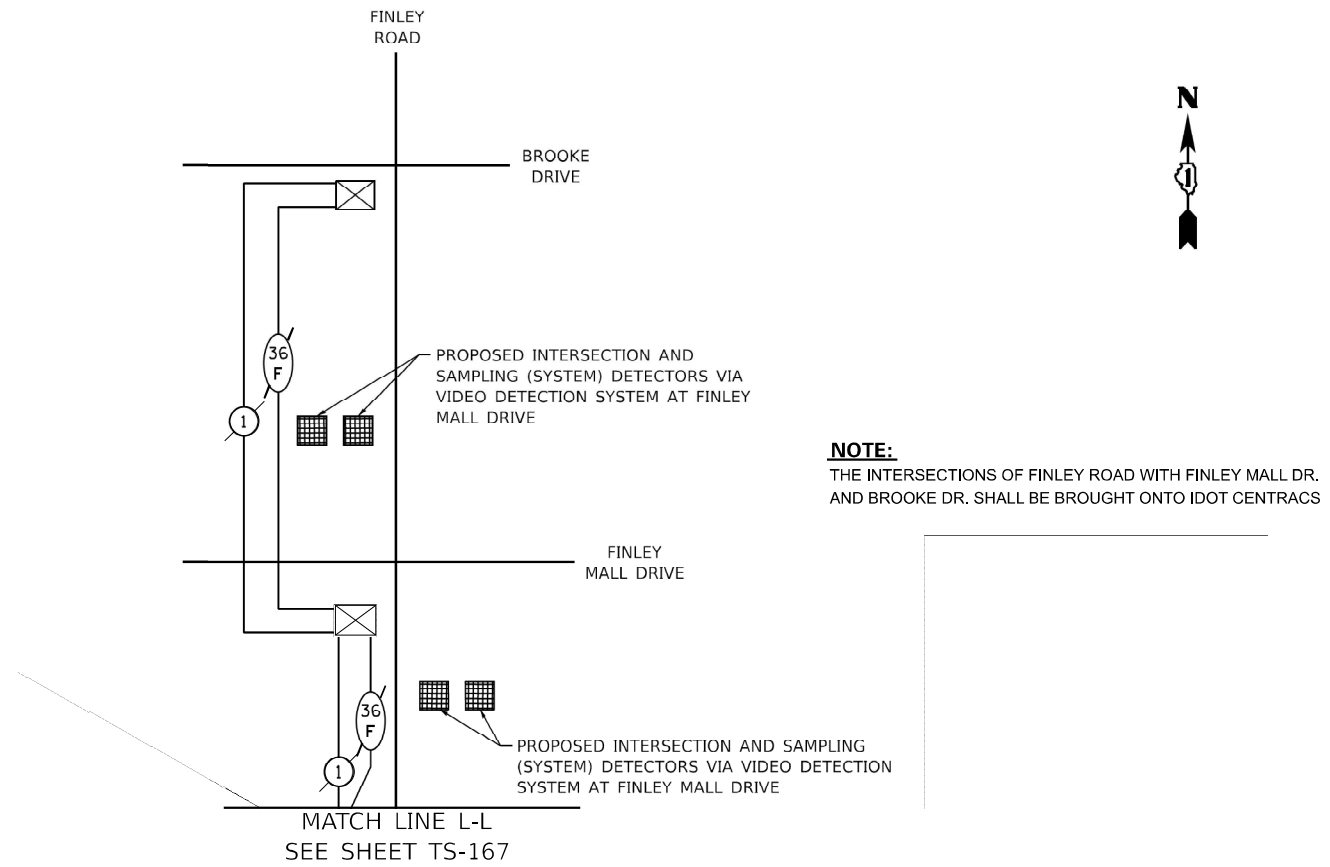 FINLEY
ROAD
N
BROOKE
DRIVE
1
36
F
PROPOSED INTERSECTION AND
SAMPLING (SYSTEM) DETECTORS VIA
VIDEO DETECTION SYSTEM AT FINLEY
MALL DRIVE
1
NOTE:
THE INTERSECTIONS OF FINLEY ROAD WITH FINLEY MALL DR.
AND BROOKE DR. SHALL BE BROUGHT ONTO IDOT CENTRACS
FINLEY
MALL DRIVE
36
F
PROPOSED INTERSECTION AND SAMPLING
(SYSTEM) DETECTORS VIA VIDEO DETECTION
SYSTEM AT FINLEY MALL DRIVE
1
MATCH LINE L-L
SEE SHEET TS-167